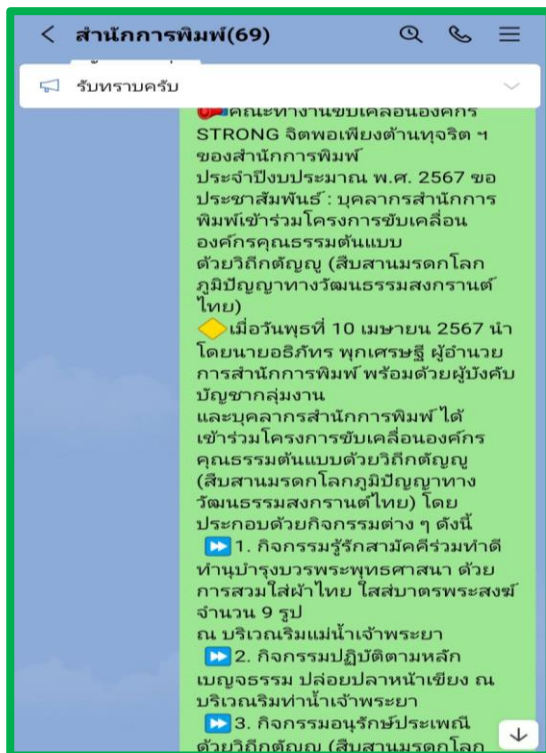 สำนักการพิมพ์(69)
รับทราบครับ
คณะทำงานขับเคลื่อนองค์กร
STRONG จิตพอเพียงต้านทุจริต ฯ
ของสำนักการพิมพ์
ประจำปีงบประมาณ พ.ศ. 2567 ขอ
ประชาสัมพันธ์ : บุคลากรสำนักการ
พิมพ์เข้าร่วมโครงการขับเคลื่อน
องค์กรคุณธรรมต้นแบบ
ด้วยวิถีกตัญญู (สืบสานมรดกโลก
ภูมิปัญญาทางวัฒนธรรมสงกรานต์
ไทย)
เมื่อวันพุธที่ 10 เมษายน 2567 นำ
โดยนายอธิภัทร พุกเศรษฐี ผู้อำนวย
การสำนักการพิมพ์ พร้อมด้วยผู้บังคับ
บัญชากลุ่มงาน
และบุคลากรสำนักการพิมพ์ ได้
เข้าร่วมโครงการขับเคลื่อนองค์กร
คุณธรรมต้นแบบด้วยวิถีกตัญญู
(สืบสานมรดกโลกภูมิปัญญาทาง
วัฒนธรรมสงกรานต์ไทย) โดย
ประกอบด้วยกิจกรรมต่าง ๆ ดังนี้
1. กิจกรรมรู้รักสามัคคีร่วมทำดี
ทำนุบำรุงบวรพระพุทธศาสนา ด้วย
การสวมใส่ผ้าไทย ใสส่บาตรพระสงฆ์
จำนวน 9 รูป
ณ บริเวณริมแม่น้ำเจ้าพระยา
2. กิจกรรมปฏิบัติตามหลัก
เบญจธรรม ปล่อยปลาหน้าเขียง ณ
บริเวณริมท่าน้ำเจ้าพระยา
3. กิจกรรมอนุรักษ์ประเพณี
ด้วยวิถีกตัญญู (สืบสานมรดกโลก